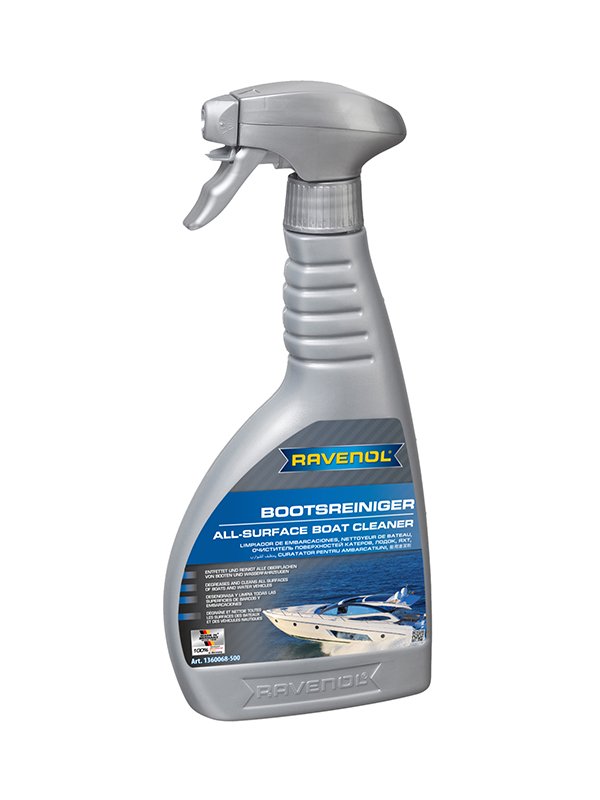 RAVENOL®
BOOTSREINIGER
ALL-SURFACE BOAT CLEANER
LIMPIADOR DE EMBARCACIONES, NETTOYEUR DE BATEAU,
ОЧИСТИТЕЛЬ ПОВЕРХНОСТЕЙ КАТЕРОВ, ЛОДОК, ЯХТ,
CURATATOR PENTRU AMBARCATIUNI,
ENTFETTET UND REINIGT ALLE OBERFLÄCHEN
VON BOOTEN UND WASSERFAHRZEUGEN
DEGREASES AND CLEANS ALL SURFACES
OF BOATS AND WATER VEHICLES
DESENGRASA Y LIMPIA TODAS LAS
SUPERFICIES DE BARCOS Y
EMBARCACIONES
DÉGRAISE ET NETTOIE TOUTES
LES SURFACES DES BATEAUX
ET DES VÉHICULES NAUTIQUES
100%
Art. 1360068-500
RAVENOL®